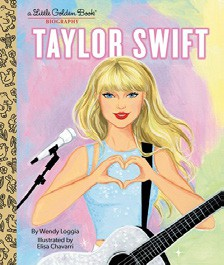 a Little Golden Book®
BIOGRAPHY
TAYLOR SWIFT
By Wendy Loggia
Illustrated by
Elisa Chavarri